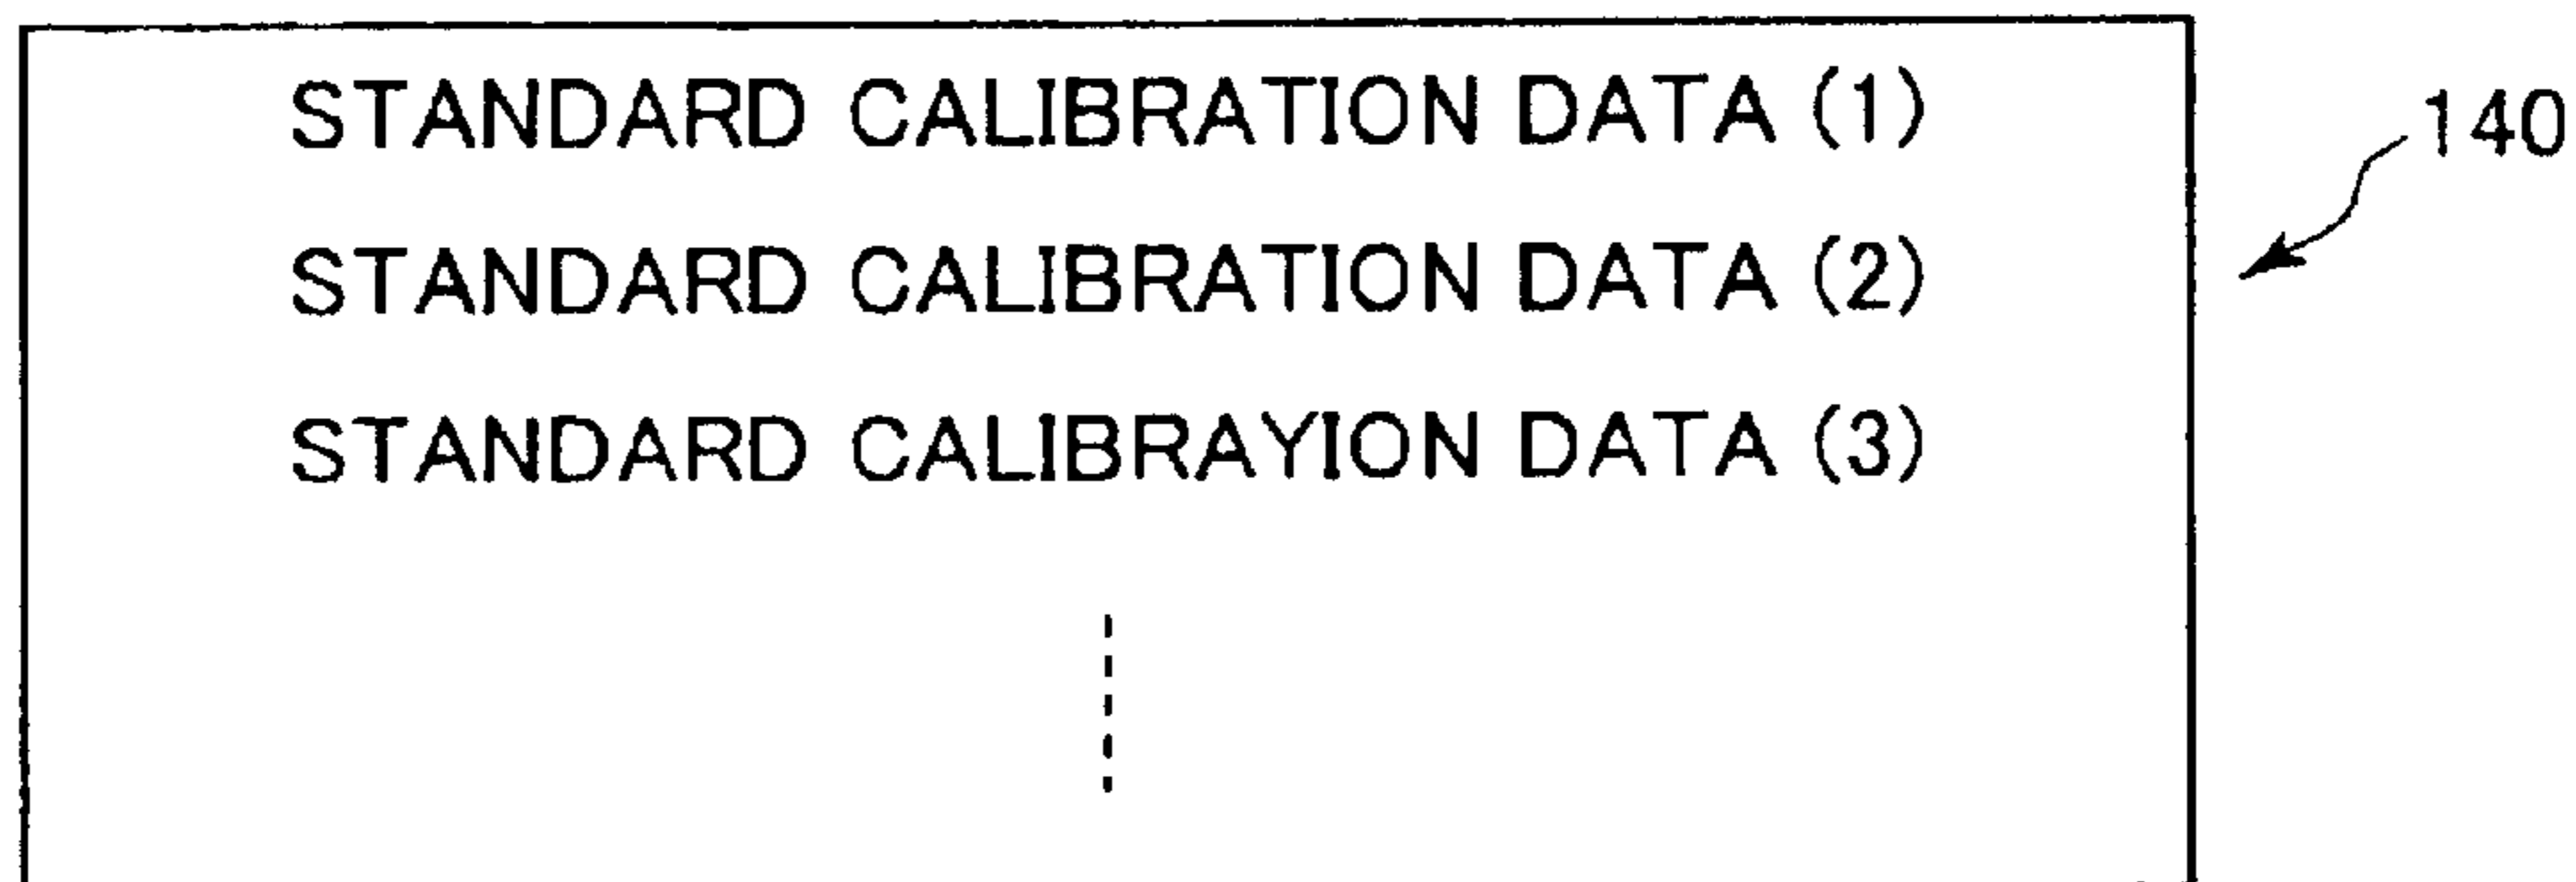 STANDARD CALIBRATION DATA (1)
140
STANDARD CALIBRATION DATA (2)
STANDARD CALIBRAYION DATA (3)